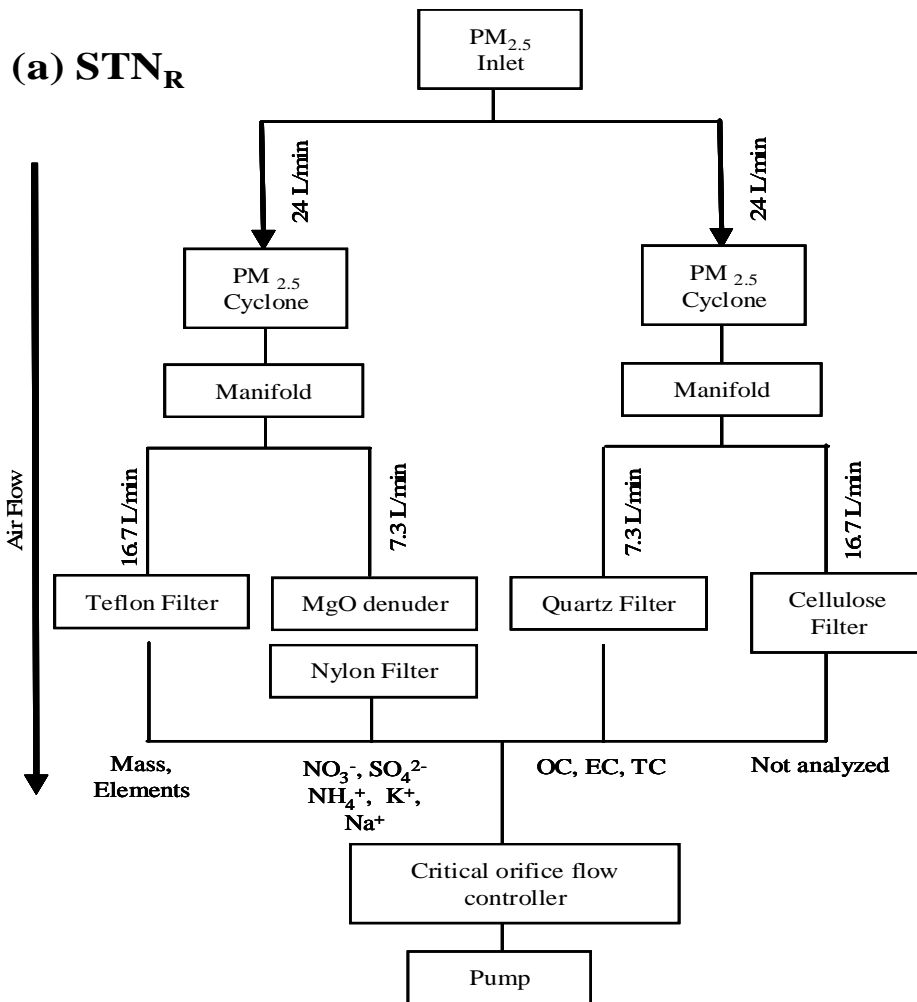 (a) STN_R
PM2.5
Inlet
24 L/min
24 L/min
PM 2.5
Cyclone
PM 2.5
Cyclone
Manifold
Manifold
Air Flow
16.7 L/min
7.3 L/min
7.3 L/min
16.7 L/min
Teflon Filter
MgO denuder
Quartz Filter
Cellulose
Filter
Nylon Filter
Mass,
Elements
NO₃⁻, SO₄²⁻
NH₄⁺, K⁺,
Na⁺
OC, EC, TC
Not analyzed
Critical orifice flow
controller
Pump